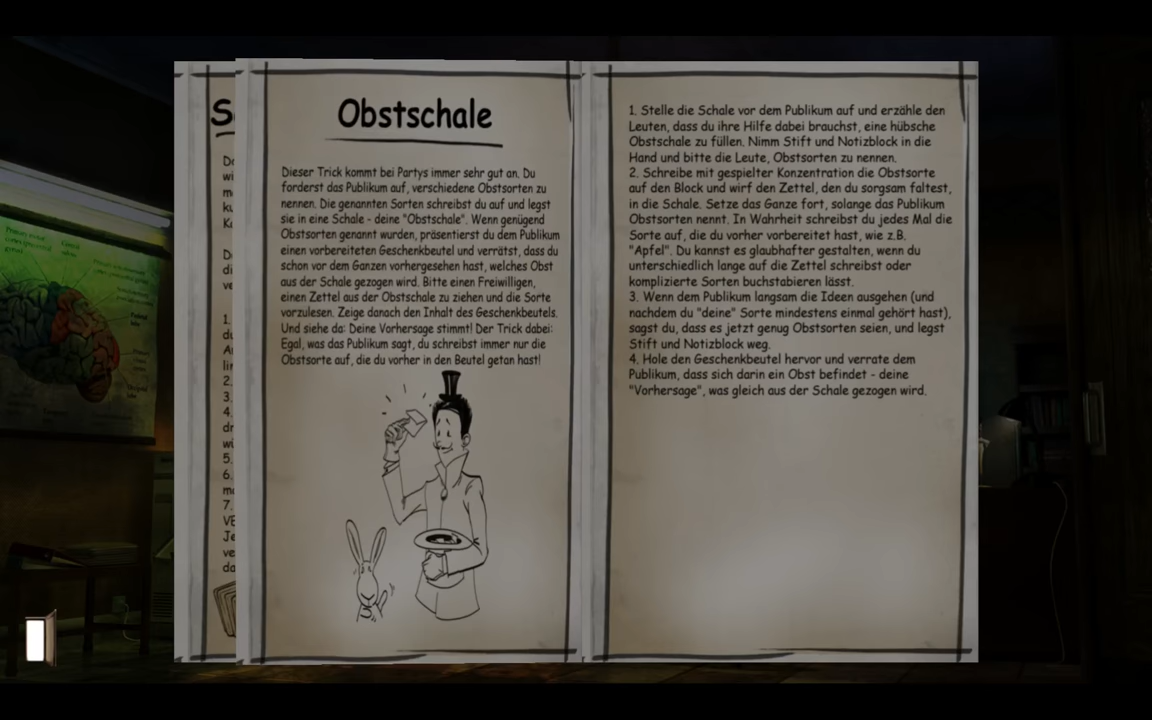 Obstschale
Dieser Trick kommt bei Partys immer sehr gut an. Du
forderst das Publikum auf, verschiedene Obstsorten zu
nennen. Die genannten Sorten schreibst du auf und legst
sie in eine Schale - deine "Obstschale". Wenn genügend
Obstsorten genannt wurden, präsentierst du dem Publikum
einen vorbereiteten Geschenkbeutel und verrätst, dass du
schon vor dem Ganzen vorhergesehen hast, welches Obst
aus der Schale gezogen wird. Bitte einen Freiwilligen,
einen Zettel aus der Obstschale zu ziehen und die Sorte
vorzulesen. Zeige danach den Inhalt des Geschenkbeutels.
Und siehe da: Deine Vorhersage stimmt! Der Trick dabei:
Egal, was das Publikum sagt, du schreibst immer nur die
Obstsorte auf, die du vorher in den Beutel getan hast!
1. Stelle die Schale vor dem Publikum auf und erzähle den
Leuten, dass du ihre Hilfe dabei brauchst, eine hübsche
Obstschale zu füllen. Nimm Stift und Notizblock in die
Hand und bitte die Leute, Obstsorten zu nennen.
2. Schreibe mit gespielter Konzentration die Obstsorte
auf den Block und wirf den Zettel, den du sorgsam faltest,
in die Schale. Setze das Ganze fort, solange das Publikum
Obstsorten nennt. In Wahrheit schreibst du jedes Mal die
Sorte auf, die du vorher vorbereitet hast, wie z.B.
"Apfel". Du kannst es glaubhafter gestalten, wenn du
unterschiedlich lange auf die Zettel schreibst oder
komplizierte Sorten buchstabieren lässt.
3. Wenn dem Publikum langsam die Ideen ausgehen (und
nachdem du "deine" Sorte mindestens einmal gehört hast),
sagst du, dass es jetzt genug Obstsorten seien, und legst
Stift und Notizblock weg.
4. Hole den Geschenkbeutel hervor und verrate dem
Publikum, dass sich darin ein Obst befindet - deine
"Vorhersage", was gleich aus der Schale gezogen wird.